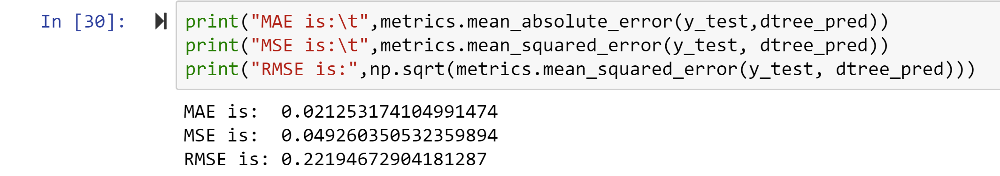 In [30]: print("MAE is:\t",metrics.mean_absolute_error(y_test,dtree_pred))
print("MSE is:\t",metrics.mean_squared_error(y_test, dtree_pred))
print("RMSE is:",np.sqrt(metrics.mean_squared_error(y_test, dtree_pred)))
MAE is:  0.021253174104991474
MSE is:  0.049260350532359894
RMSE is: 0.22194672904181287